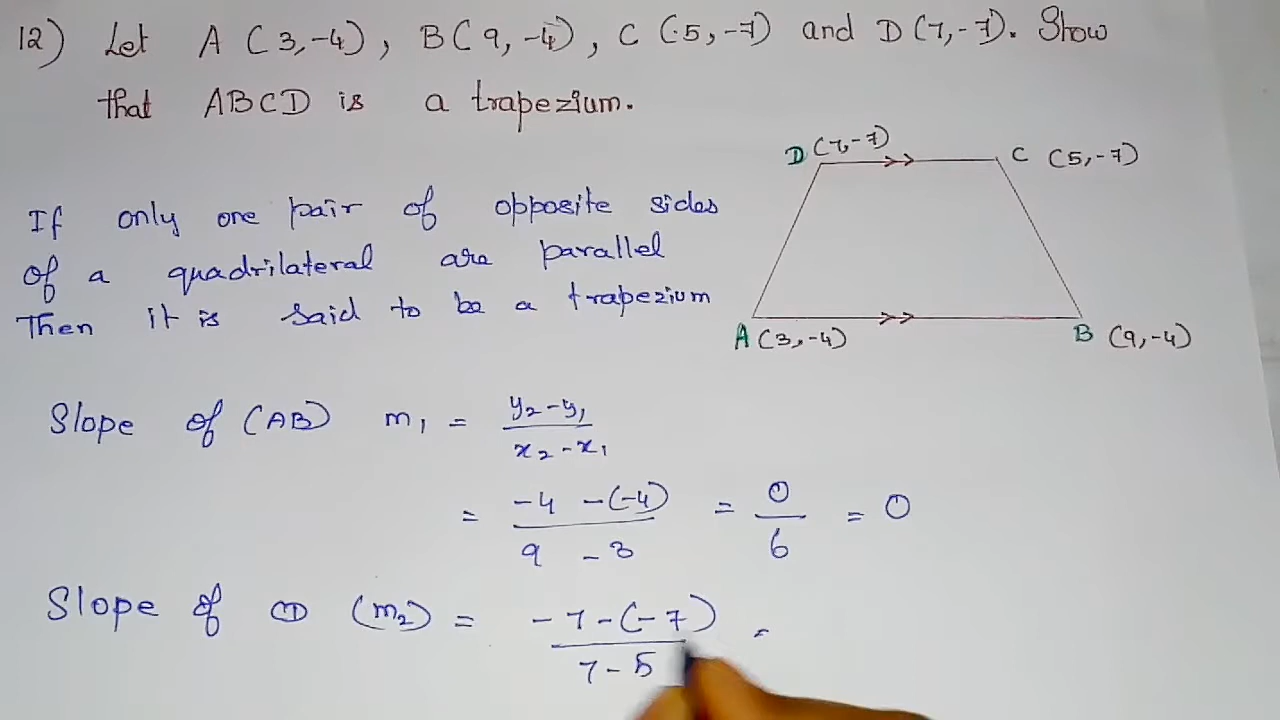 12) Let A (3,-4), B(9,-4), C (5,-7) and D(7,-7). Show
that ABCD is a trapezium.
D (7,-7)
C (5,-7)
If only one pair of opposite sides
of a quadrilateral are parallel
Then it is said to be a trapezium
A (3,-4)
B (9,-4)
Slope of (AB) m₁ = y₂-y₁ / x₂-x₁
= -4 -(-4) / 9 - 3 = 0/6 = 0
Slope of CD (m₂) = -7-(-7) / 7-5 =